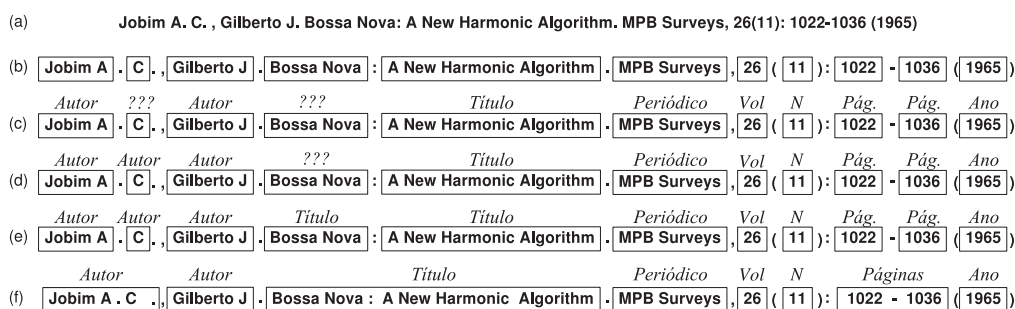 (a) Jobim A. C. , Gilberto J. Bossa Nova: A New Harmonic Algorithm. MPB Surveys, 26(11): 1022-1036 (1965)
(b) Jobim A . C . , Gilberto J . Bossa Nova : A New Harmonic Algorithm . MPB Surveys , 26 ( 11 ) : 1022 - 1036 ( 1965 )
Autor ??? Autor ??? Título Periódico Vol N Pág. Pág. Ano
(c) Jobim A . C . , Gilberto J . Bossa Nova : A New Harmonic Algorithm . MPB Surveys , 26 ( 11 ) : 1022 - 1036 ( 1965 )
Autor Autor Autor ??? Título Periódico Vol N Pág. Pág. Ano
(d) Jobim A . C . , Gilberto J . Bossa Nova : A New Harmonic Algorithm . MPB Surveys , 26 ( 11 ) : 1022 - 1036 ( 1965 )
Autor Autor Autor Título Título Periódico Vol N Pág. Pág. Ano
(e) Jobim A . C . , Gilberto J . Bossa Nova : A New Harmonic Algorithm . MPB Surveys , 26 ( 11 ) : 1022 - 1036 ( 1965 )
Autor Autor Título Periódico Vol N Páginas Ano
(f) Jobim A . C . , Gilberto J . Bossa Nova : A New Harmonic Algorithm . MPB Surveys , 26 ( 11 ) : 1022 - 1036 ( 1965 )